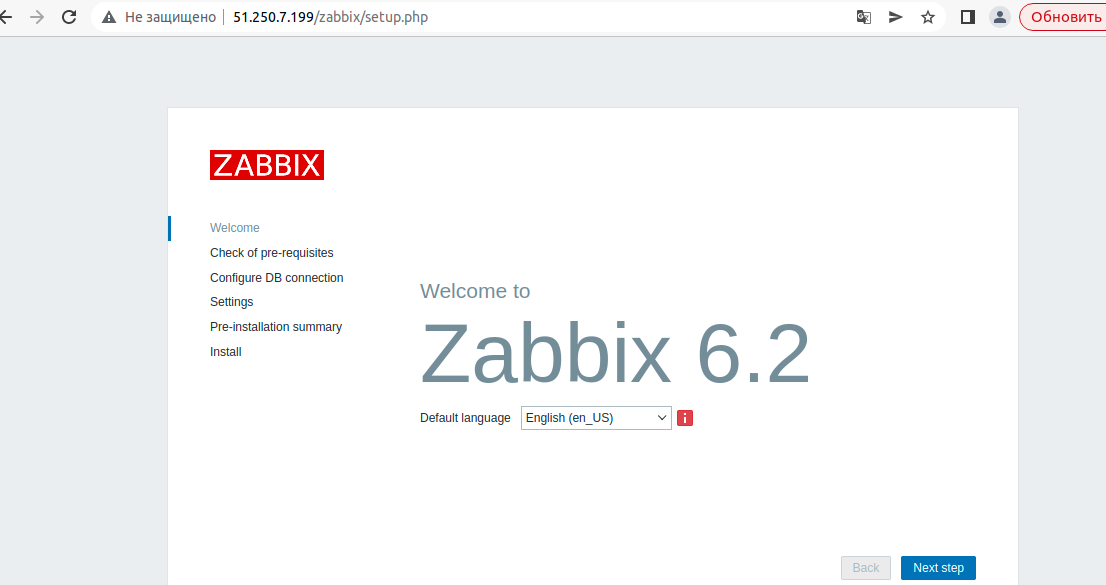 Не защищено 51.250.7.199/zabbix/setup.php
Обновить
ZABBIX
Welcome
Check of pre-requisites
Configure DB connection
Settings
Pre-installation summary
Install
Welcome to
Zabbix 6.2
Default language English (en_US)
Back Next step